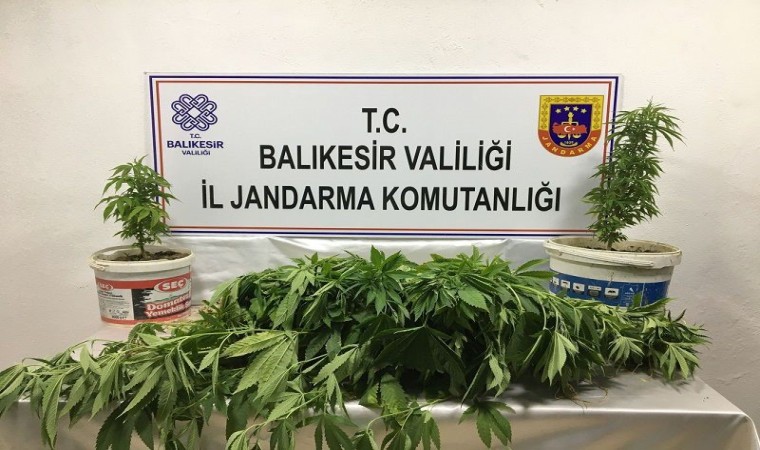 T.C.
BALIKESİR
VALİLİĞİ
T.C.
BALIKESİR VALİLİĞİ
İL JANDARMA KOMUTANLIĞI
JANDARMA
SEÇ